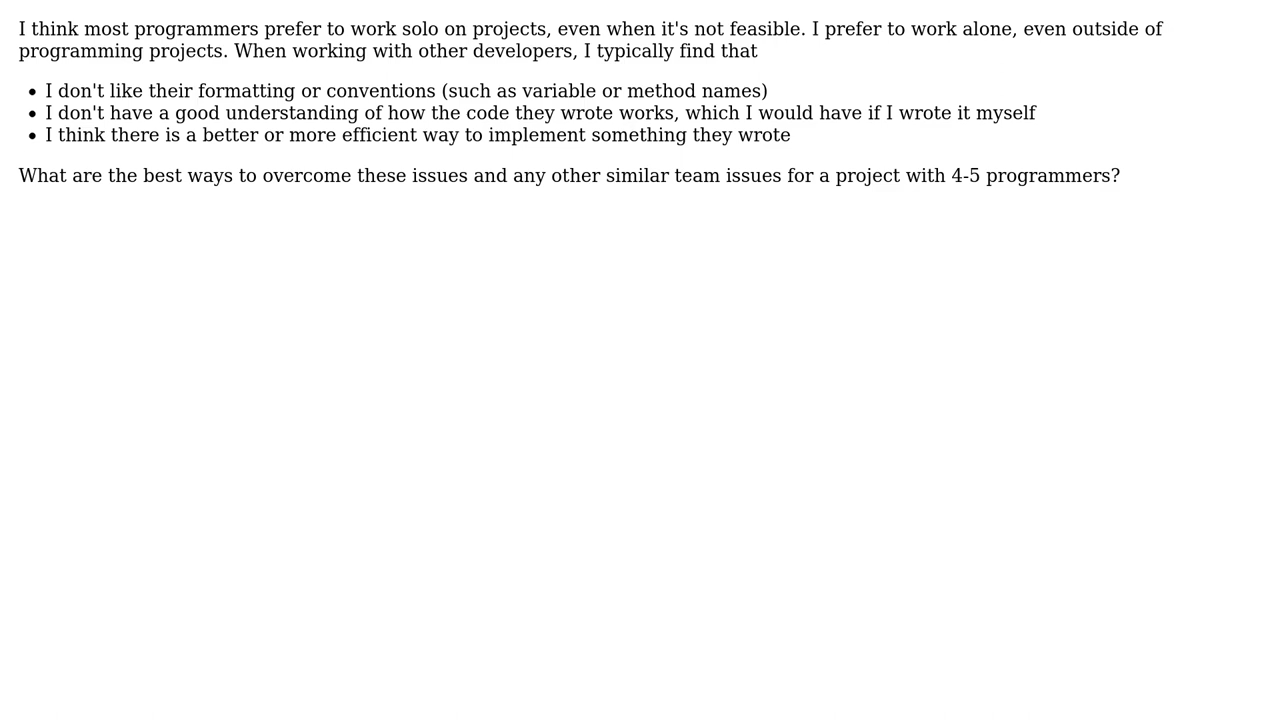 I think most programmers prefer to work solo on projects, even when it's not feasible. I prefer to work alone, even outside of
programming projects. When working with other developers, I typically find that
• I don't like their formatting or conventions (such as variable or method names)
• I don't have a good understanding of how the code they wrote works, which I would have if I wrote it myself
• I think there is a better or more efficient way to implement something they wrote
What are the best ways to overcome these issues and any other similar team issues for a project with 4-5 programmers?